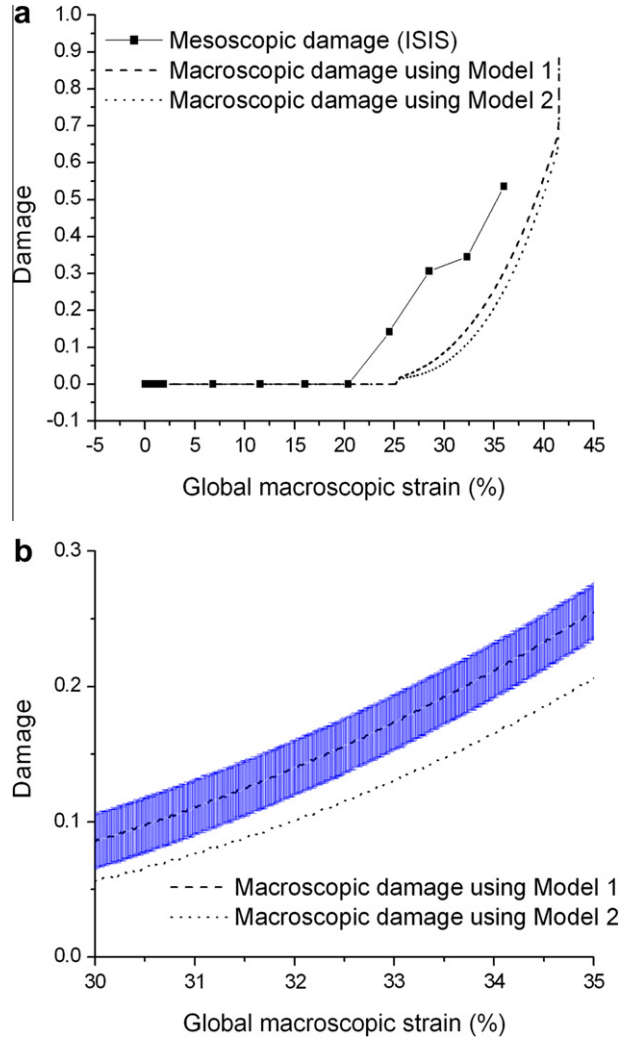 a
1.0
Mesoscopic damage (ISIS)
0.9
Macroscopic damage using Model 1
0.8
Macroscopic damage using Model 2
0.7
0.6
0.5
0.4
0.3
0.2
0.1
0.0
-0.1
Damage
-5 0 5 10 15 20 25 30 35 40 45
Global macroscopic strain (%)
b
0.3
0.2
0.1
0.0
Damage
Macroscopic damage using Model 1
Macroscopic damage using Model 2
30 31 32 33 34 35
Global macroscopic strain (%)